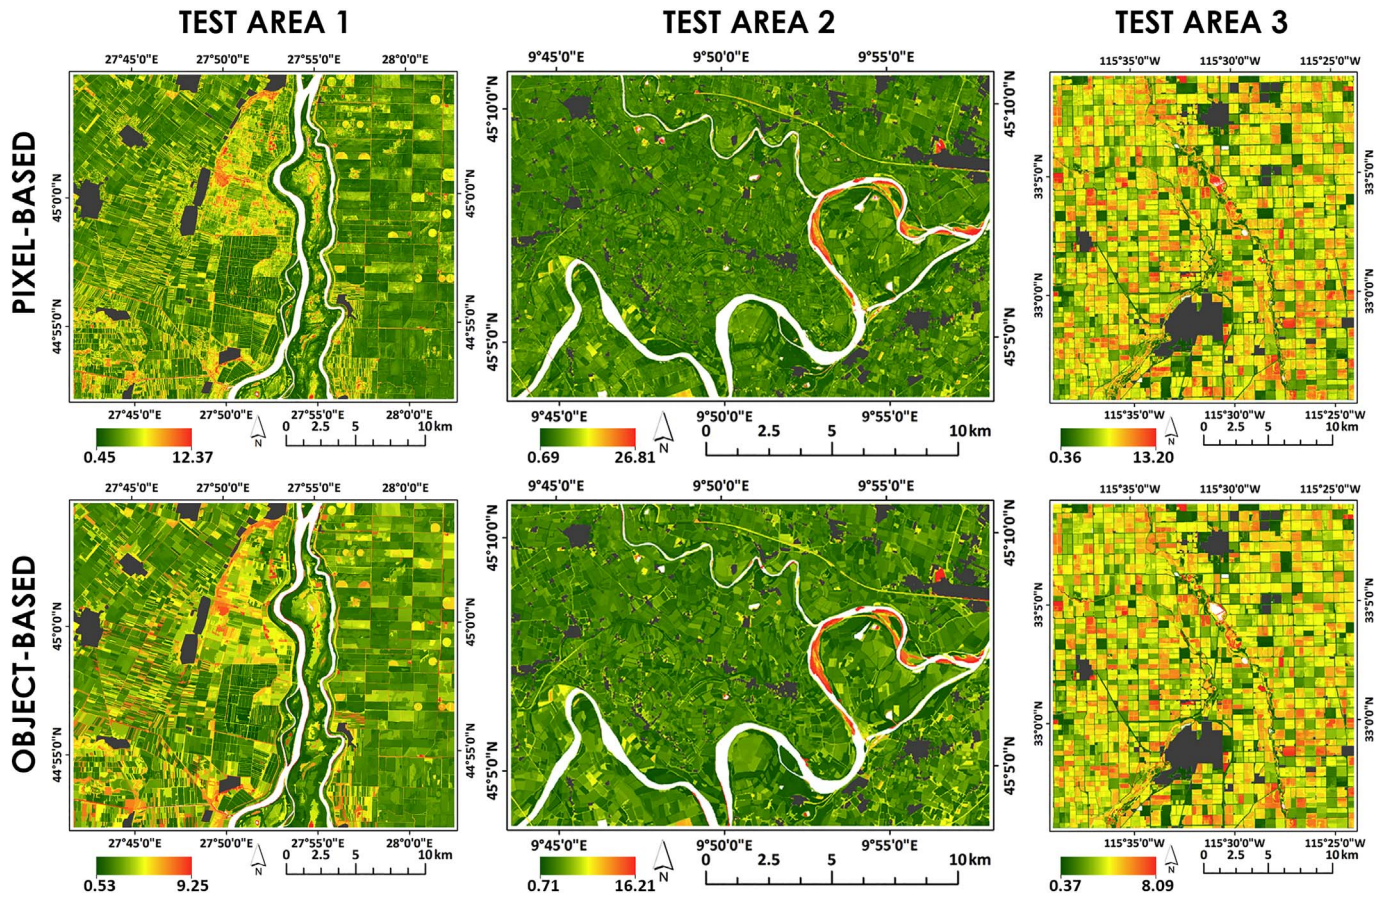 TEST AREA 1 TEST AREA 2 TEST AREA 3
27°45'0"E 27°50'0"E 27°55'0"E 28°0'0"E 9°45'0"E 9°50'0"E 9°55'0"E 115°35'0"W 115°30'0"W 115°25'0"W
PIXEL-BASED
45°0'0"N 44°55'0"N
45°0'0"N 44°55'0"N
45°10'0"N 45°5'0"N
45°10'0"N 45°5'0"N
33°5'0"N 33°0'0"N
33°5'0"N 33°0'0"N
27°45'0"E 27°50'0"E 27°55'0"E 28°0'0"E 9°45'0"E 9°50'0"E 9°55'0"E 115°35'0"W 115°30'0"W 115°25'0"W
0.45 12.37 N 0 2.5 5 10 km
0.69 26.81 N 0 2.5 5 10 km
0.36 13.20 N 0 2.5 5 10 km
27°45'0"E 27°50'0"E 27°55'0"E 28°0'0"E 9°45'0"E 9°50'0"E 9°55'0"E 115°35'0"W 115°30'0"W 115°25'0"W
OBJECT-BASED
45°0'0"N 44°55'0"N
45°0'0"N 44°55'0"N
45°10'0"N 45°5'0"N
45°10'0"N 45°5'0"N
33°5'0"N 33°0'0"N
33°5'0"N 33°0'0"N
27°45'0"E 27°50'0"E 27°55'0"E 28°0'0"E 9°45'0"E 9°50'0"E 9°55'0"E 115°35'0"W 115°30'0"W 115°25'0"W
0.53 9.25 N 0 2.5 5 10 km
0.71 16.21 N 0 2.5 5 10 km
0.37 8.09 N 0 2.5 5 10 km